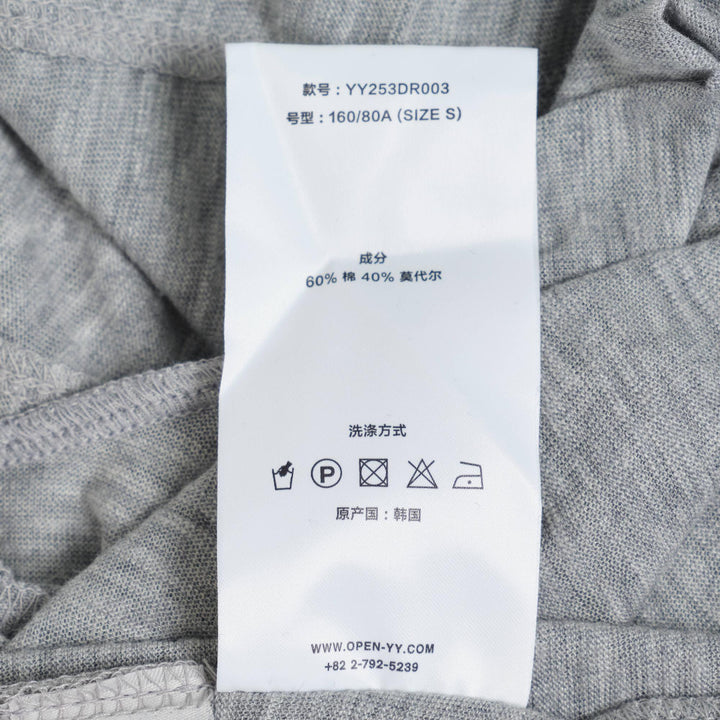 款号：YY253DR003
号型：160/80A (SIZE S)
成分
60% 棉 40% 莫代尔
洗涤方式
P
原产国：韩国
WWW.OPEN-YY.COM
+82 2-792-5239